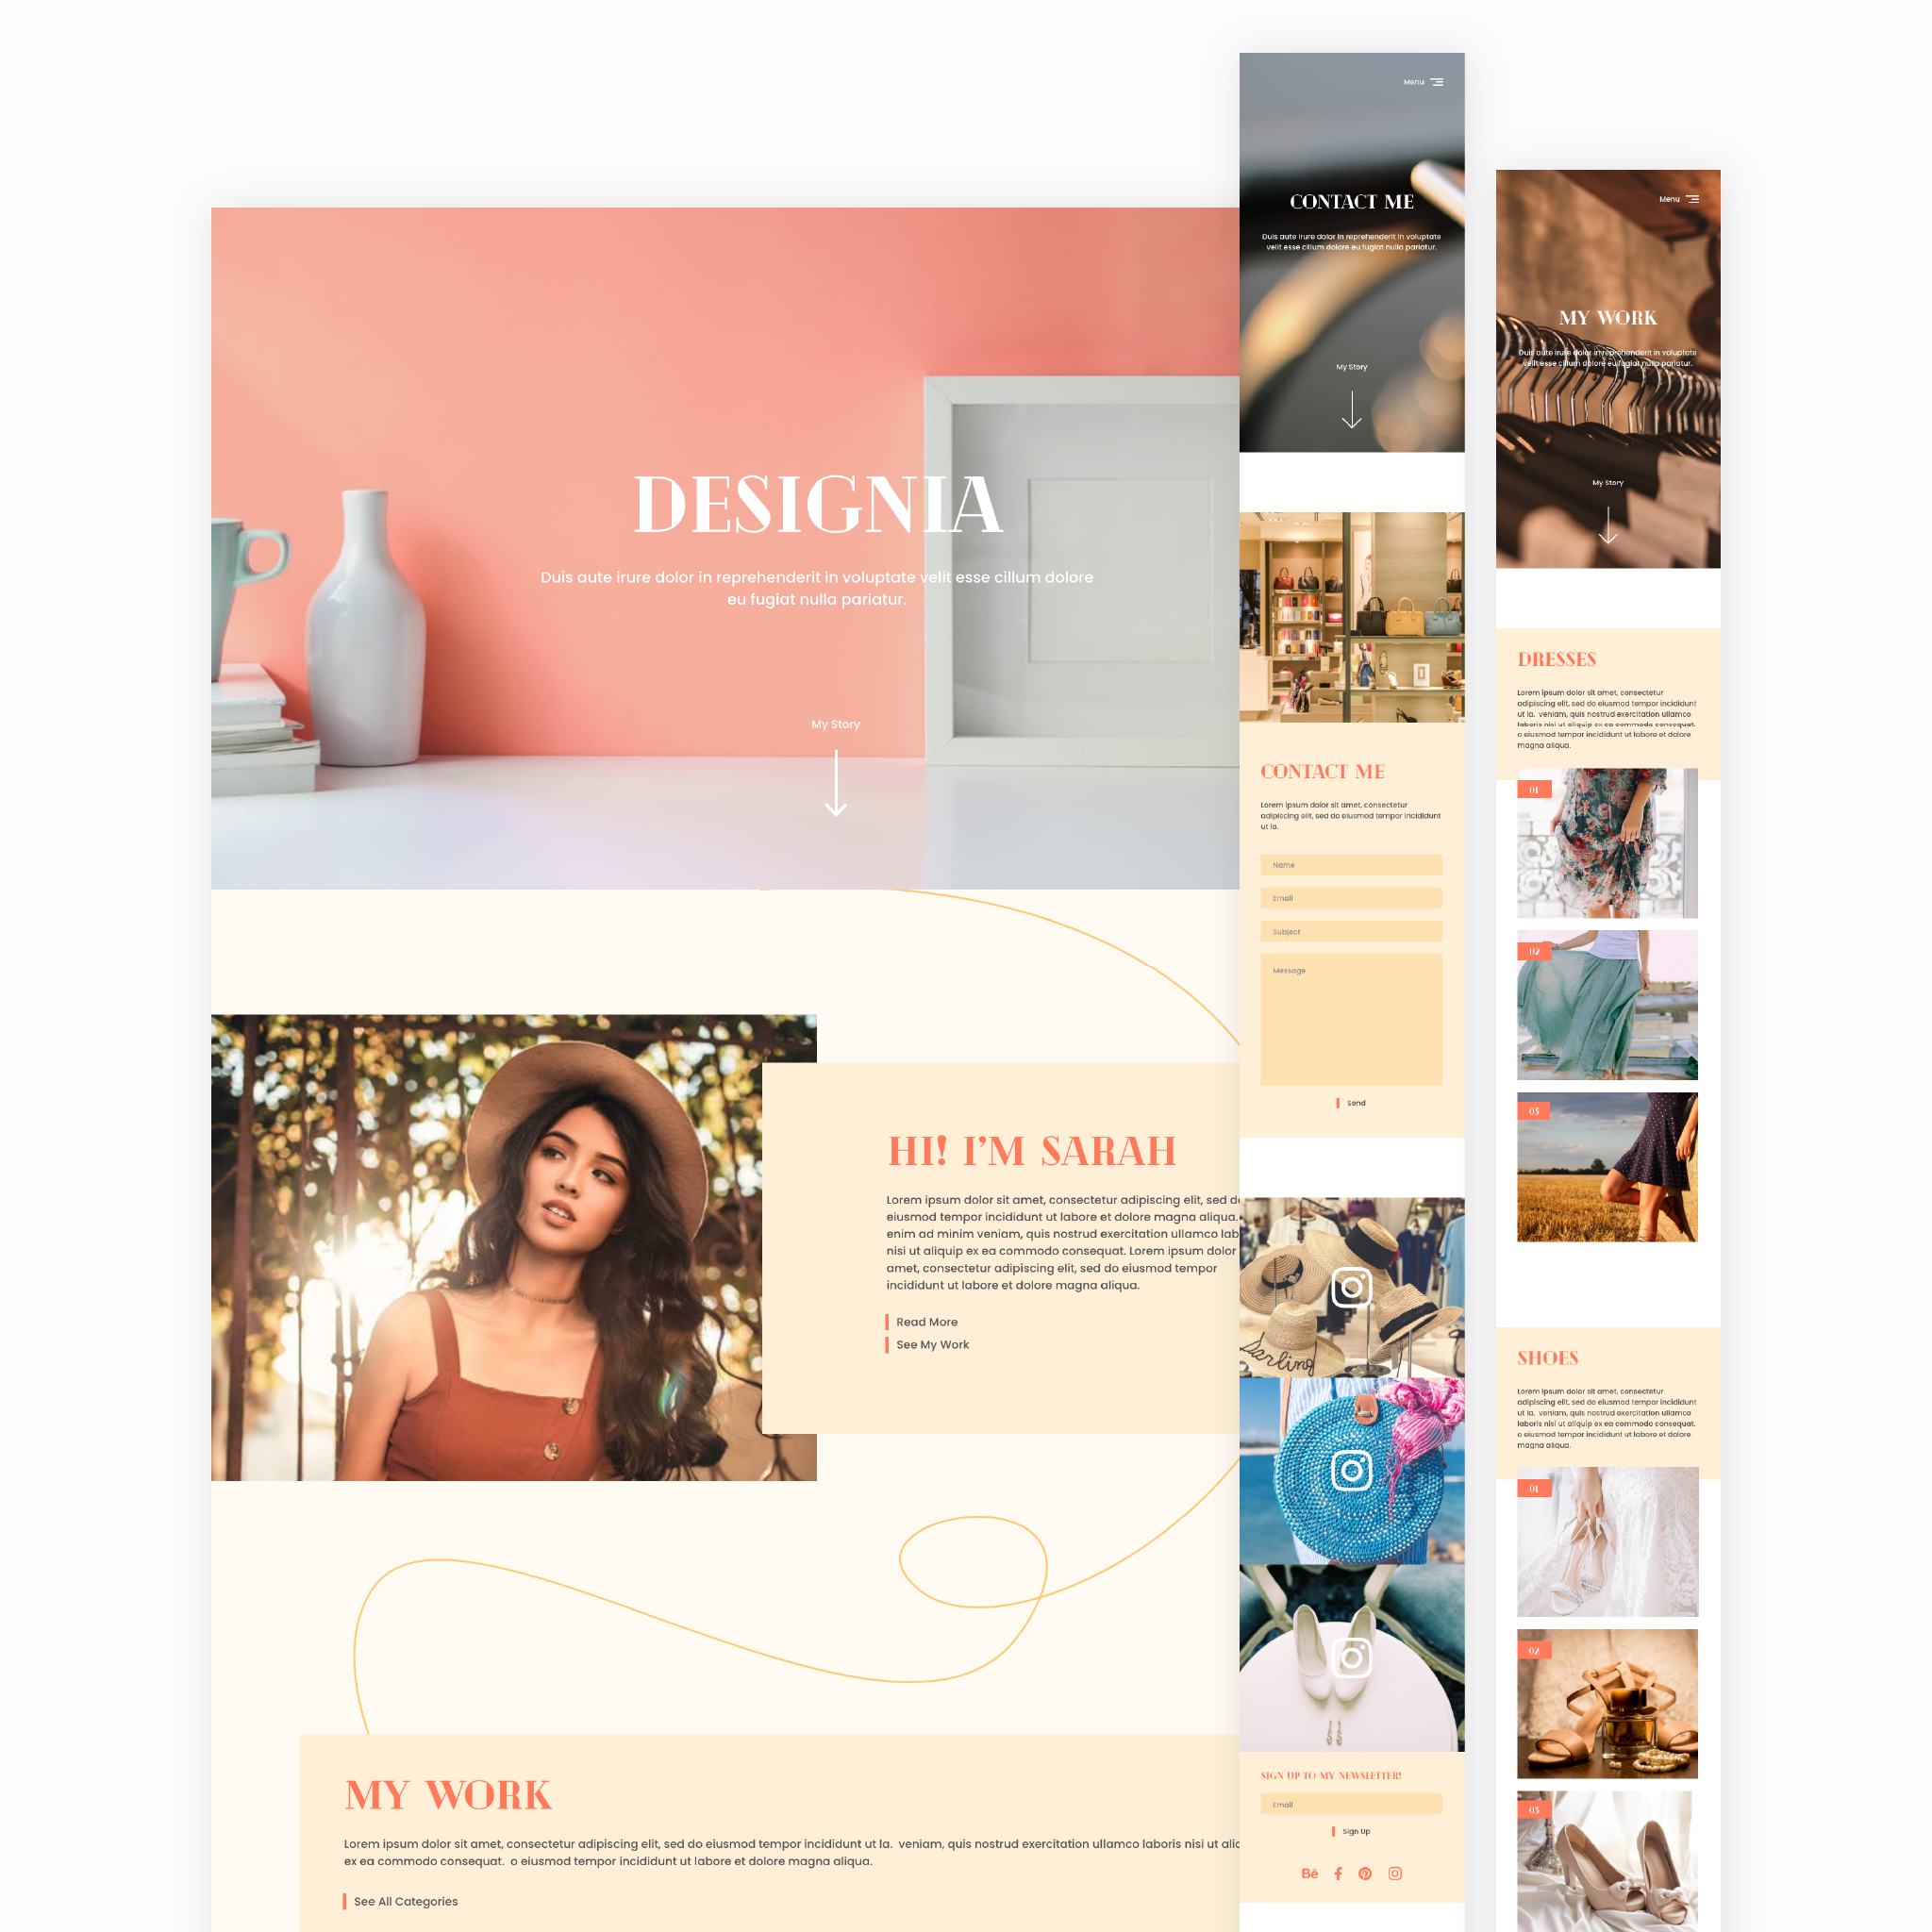 DESIGNIA
Duis aute irure dolor in reprehenderit in voluptate velit esse cillum dolore
eu fugiat nulla pariatur.
My Story
HI! I'M SARAH
Lorem ipsum dolor sit amet, consectetur adipiscing elit, sed d
eiusmod tempor incididunt ut labore et dolore magna aliqua.
enim ad minim veniam, quis nostrud exercitation ullamco lab
nisi ut aliquip ex ea commodo consequat. Lorem ipsum dolor
amet, consectetur adipiscing elit, sed do eiusmod tempor
incididunt ut labore et dolore magna aliqua.
Read More
See My Work
MY WORK
Lorem ipsum dolor sit amet, consectetur adipiscing elit, sed do eiusmod tempor incididunt ut la. veniam, quis nostrud exercitation ullamco laboris nisi ut aliq
ex ea commodo consequat. o eiusmod tempor incididunt ut labore et dolore magna aliqua.
See All Categories
Menu
CONTACT ME
Duis aute irure dolor in reprehenderit in voluptate
velit esse cillum dolore eu fugiat nulla pariatur.
My Story
CONTACT ME
Lorem ipsum dolor sit amet, consectetur
adipiscing elit, sed do eiusmod tempor incididunt
ut la.
Name
Email
Subject
Message
Send
Darling
SIGN UP TO MY NEWSLETTER!
Email
Sign Up
Bē
Menu
MY WORK
Duis aute irure dolor in reprehenderit in voluptate
velit esse cillum dolore eu fugiat nulla pariatur.
My Story
DRESSES
Lorem ipsum dolor sit amet, consectetur
adipiscing elit, sed do eiusmod tempor incididunt
ut la. veniam, quis nostrud exercitation ullamco
laboris nisi ut aliquip ex ea commodo consequat.
o eiusmod tempor incididunt ut labore et dolore
magna aliqua.
01
02
03
SHOES
Lorem ipsum dolor sit amet, consectetur
adipiscing elit, sed do eiusmod tempor incididunt
ut la. veniam, quis nostrud exercitation ullamco
laboris nisi ut aliquip ex ea commodo consequat.
o eiusmod tempor incididunt ut labore et dolore
magna aliqua.
01
02
03